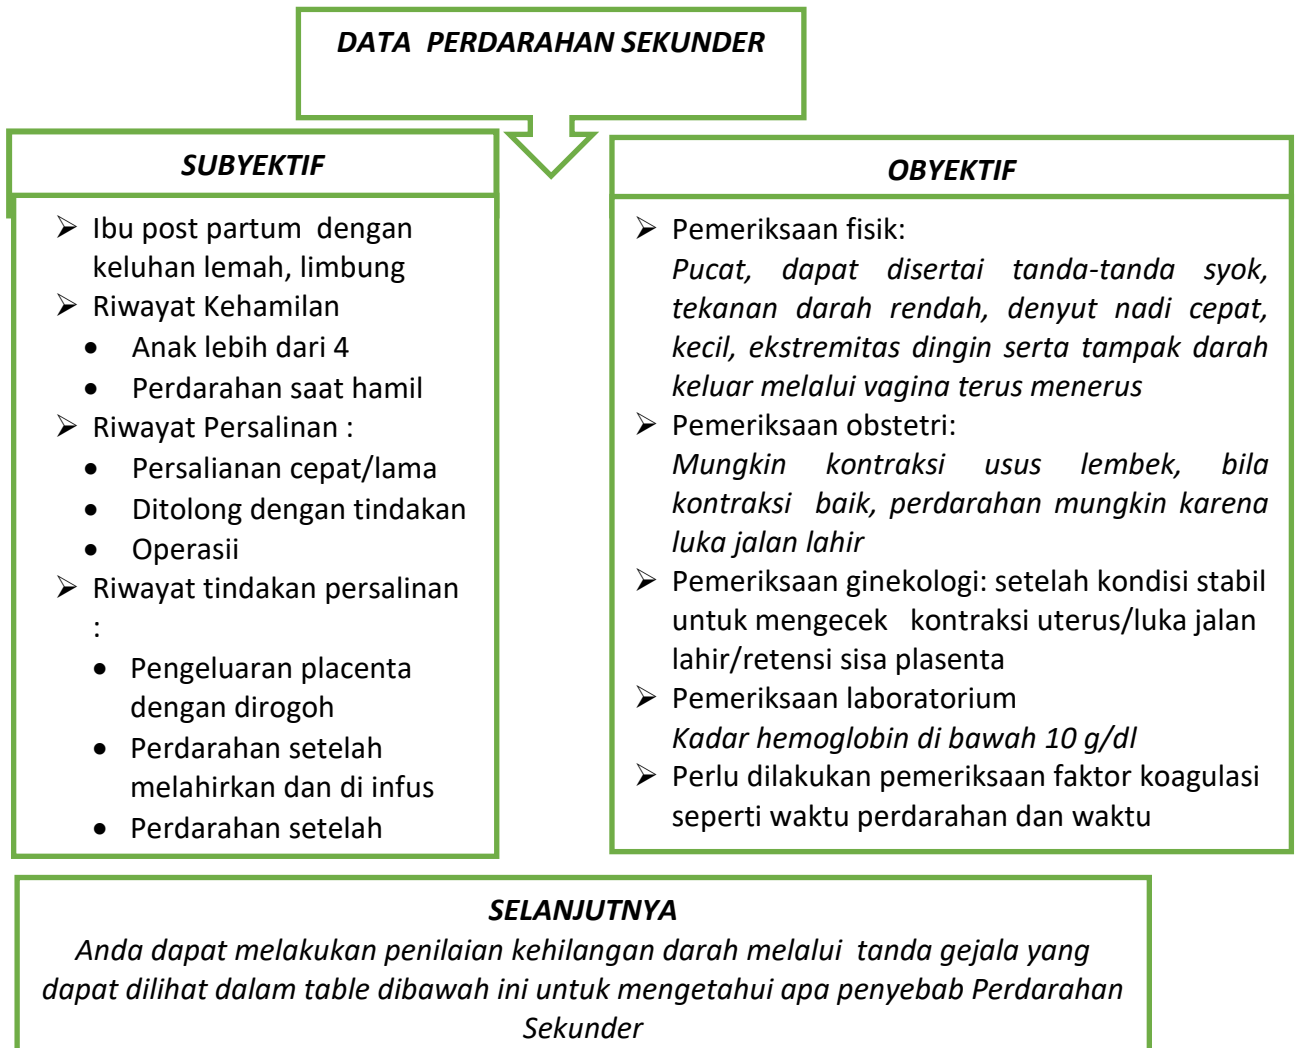 DATA PERDARAHAN SEKUNDER
SUBYEKTIF
➢ Ibu post partum dengan
keluhan lemah, limbung
➢ Riwayat Kehamilan
• Anak lebih dari 4
• Perdarahan saat hamil
➢ Riwayat Persalinan :
• Persalianan cepat/lama
• Ditolong dengan tindakan
• Operasii
➢ Riwayat tindakan persalinan
:
• Pengeluaran placenta
dengan dirogoh
• Perdarahan setelah
melahirkan dan di infus
• Perdarahan setelah
OBYEKTIF
➢ Pemeriksaan fisik:
Pucat, dapat disertai tanda-tanda syok,
tekanan darah rendah, denyut nadi cepat,
kecil, ekstremitas dingin serta tampak darah
keluar melalui vagina terus menerus
➢ Pemeriksaan obstetri:
Mungkin kontraksi usus lembek, bila
kontraksi baik, perdarahan mungkin karena
luka jalan lahir
➢ Pemeriksaan ginekologi: setelah kondisi stabil
untuk mengecek kontraksi uterus/luka jalan
lahir/retensi sisa plasenta
➢ Pemeriksaan laboratorium
Kadar hemoglobin di bawah 10 g/dl
➢ Perlu dilakukan pemeriksaan faktor koagulasi
seperti waktu perdarahan dan waktu
SELANJUTNYA
Anda dapat melakukan penilaian kehilangan darah melalui tanda gejala yang
dapat dilihat dalam table dibawah ini untuk mengetahui apa penyebab Perdarahan
Sekunder